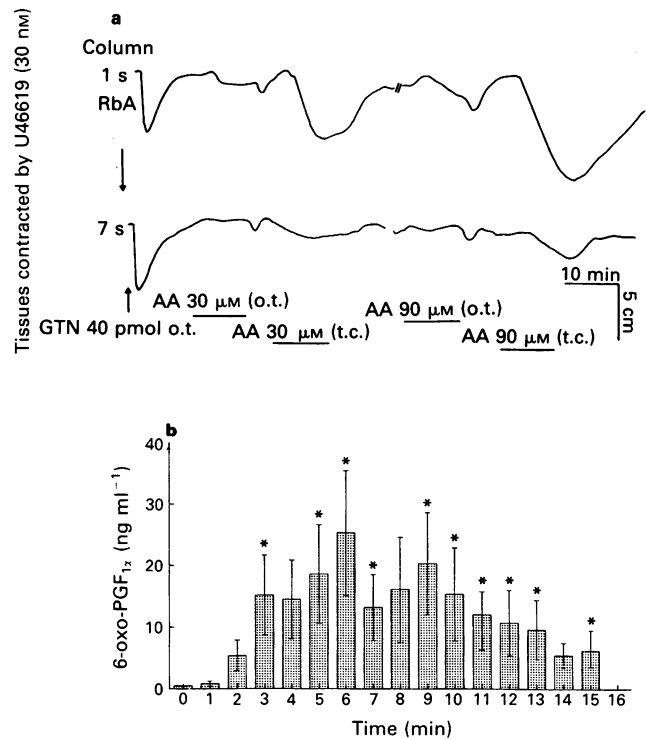 a
Tissues contracted by U46619 (30 nM)
Column
1 s
RbA
7 s
10 min
5 cm
GTN 40 pmol o.t.
AA 30 μM (o.t.)
AA 30 μM (t.c.)
AA 90 μM (o.t.)
AA 90 μM (t.c.)
b
6-oxo-PGF1α (ng ml−1)
40
30
20
10
0
* * * * * * * * * *
0 1 2 3 4 5 6 7 8 9 10 11 12 13 14 15 16
Time (min)